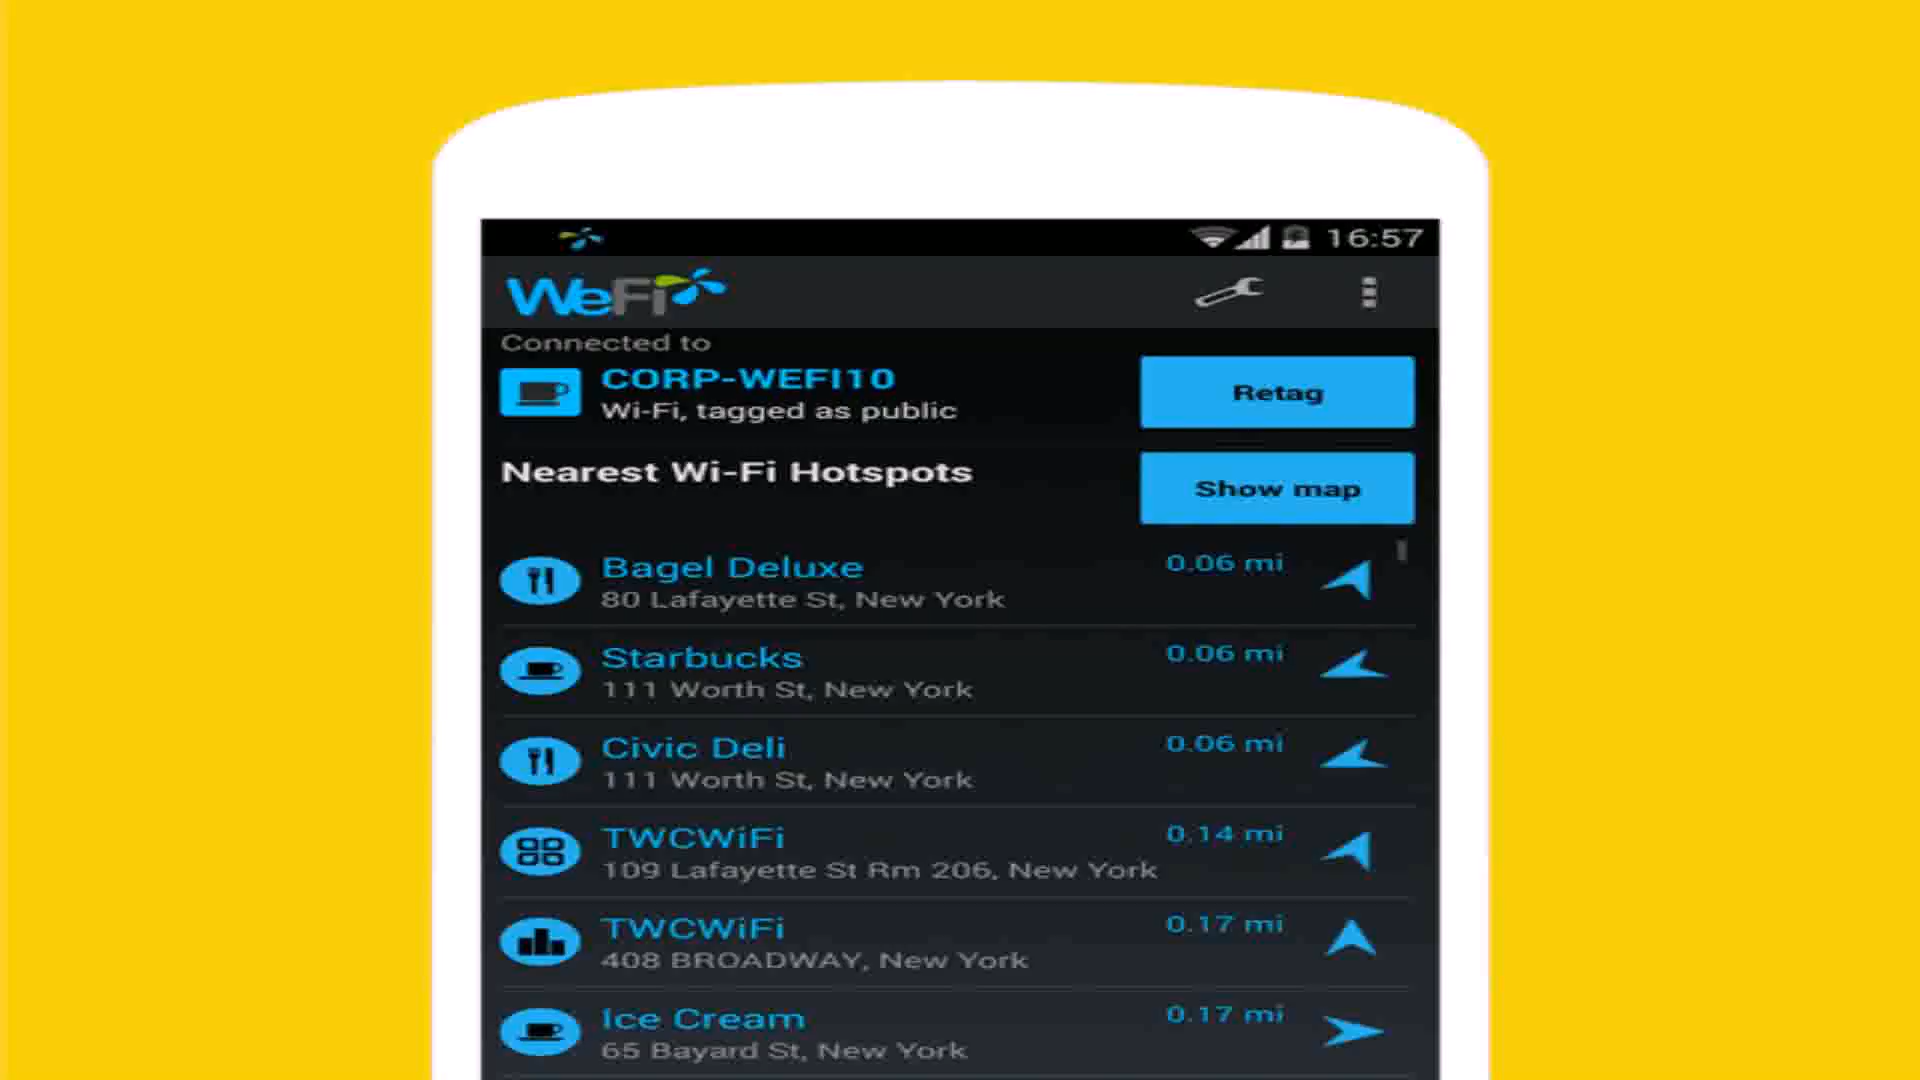 16:57
WeFi
Connected to
CORP-WEFI10
Wi-Fi, tagged as public
Retag
Nearest Wi-Fi Hotspots
Show map
Bagel Deluxe
0.06 mi
80 Lafayette St, New York
Starbucks
0.06 mi
111 Worth St, New York
Civic Deli
0.06 mi
111 Worth St, New York
TWCWiFi
0.14 mi
109 Lafayette St Rm 206, New York
TWCWiFi
0.17 mi
408 BROADWAY, New York
Ice Cream
0.17 mi
65 Bayard St, New York